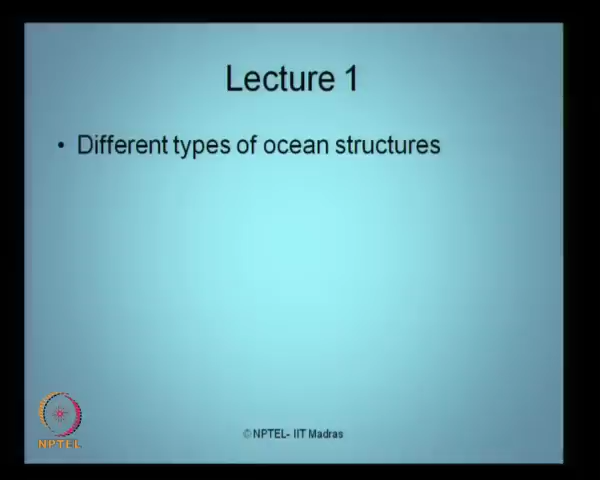 Lecture 1
• Different types of ocean structures
NPTEL
© NPTEL- IIT Madras